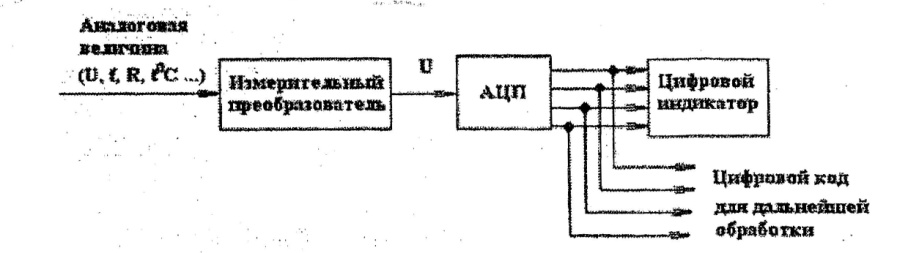 Аналоговая
величина
(U, f, R, t°C ...)
Измерительный
преобразователь
U
АЦП
Цифровой
индикатор
Цифровой код
для дальнейшей
обработки